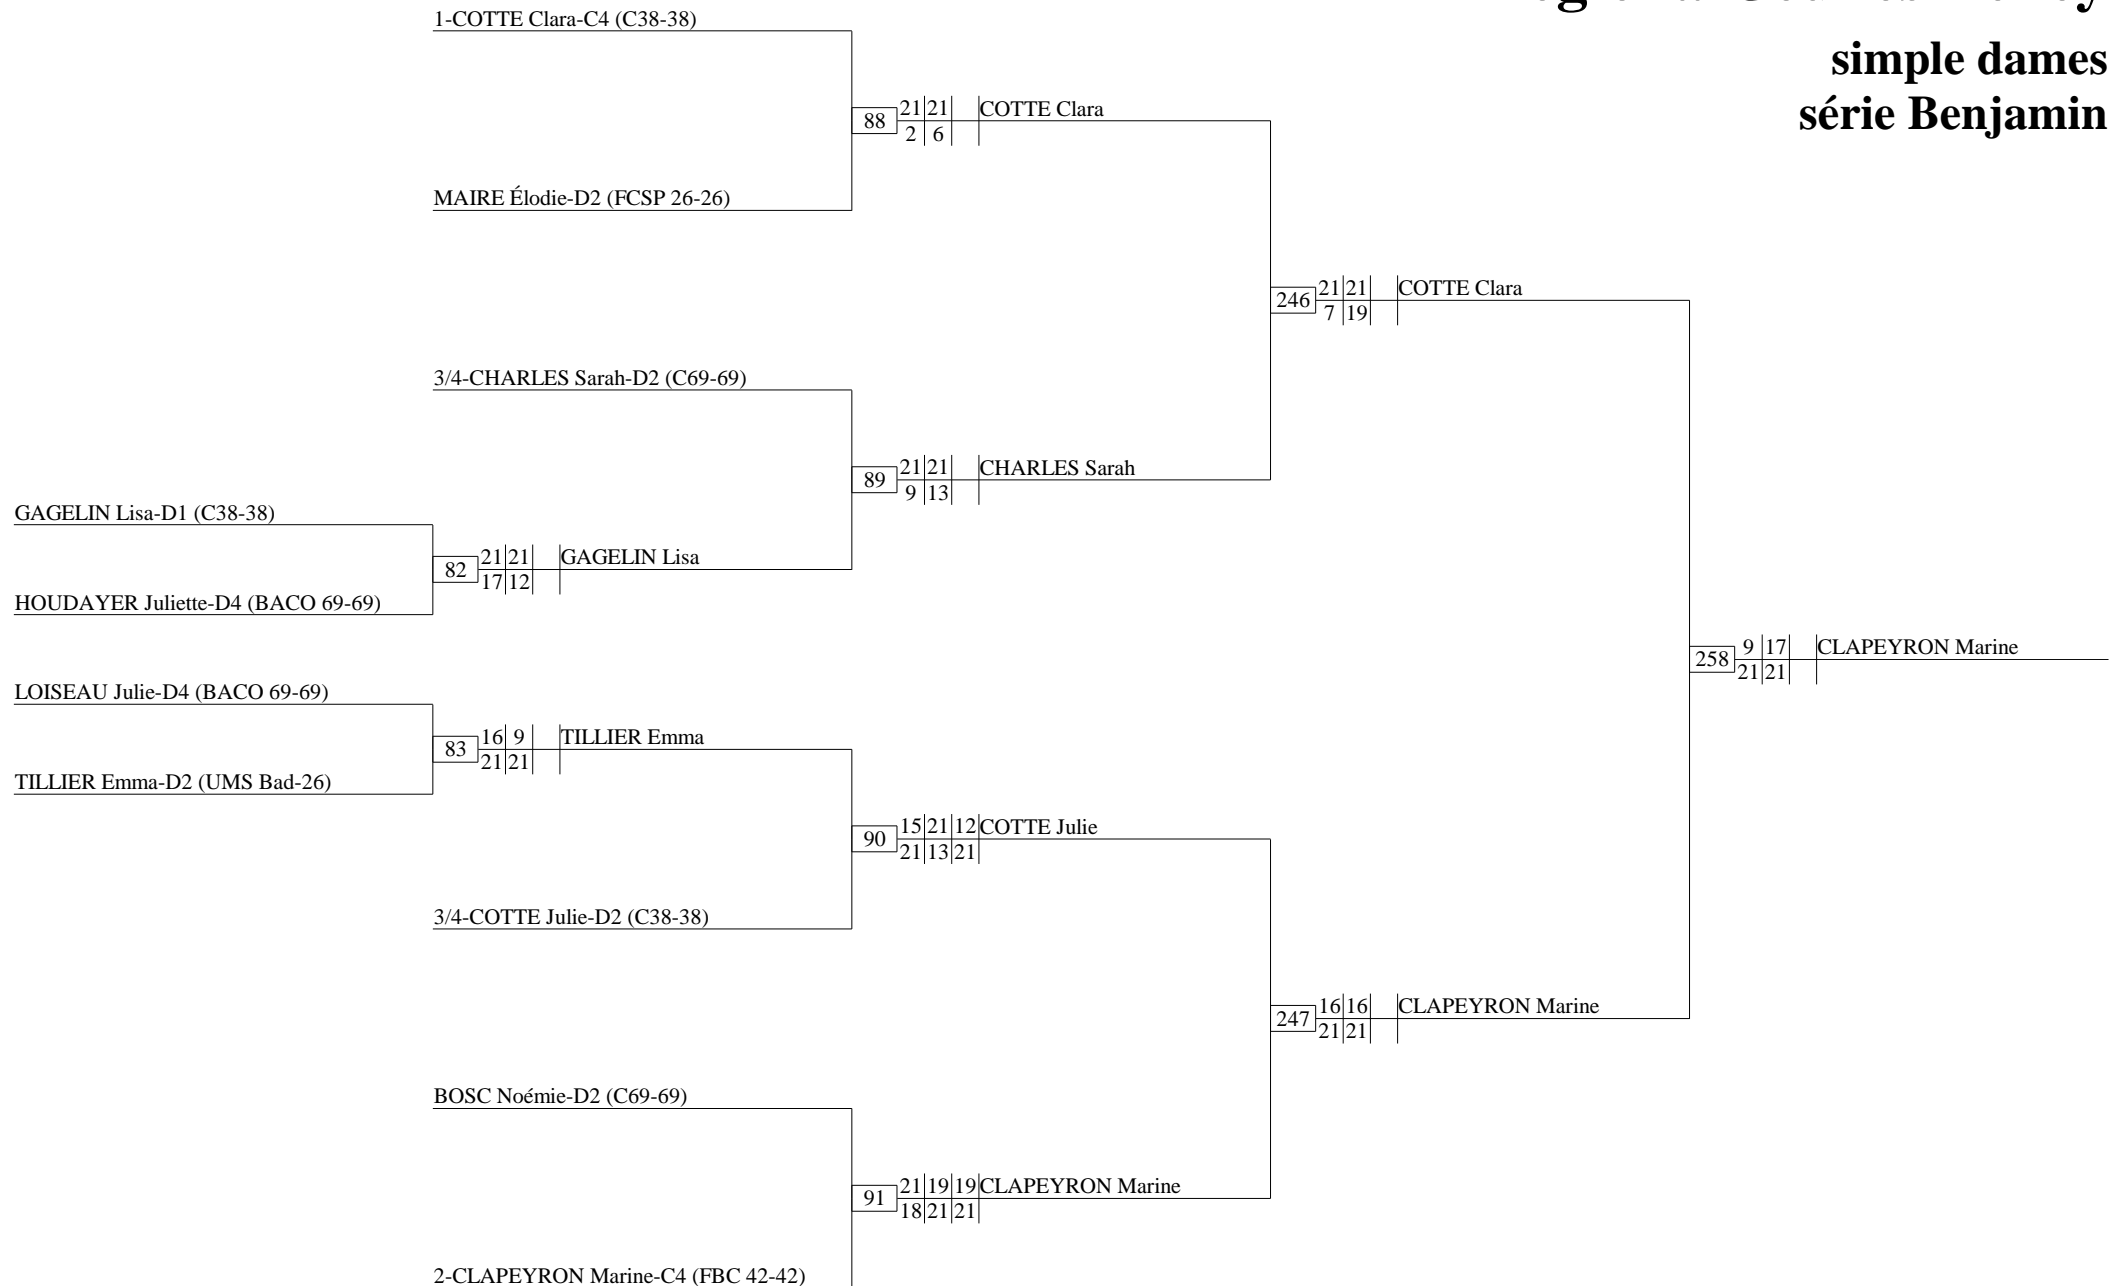 simple dames
série Benjamin
1-COTTE Clara-C4 (C38-38)
88
21 21
2 6
COTTE Clara
MAIRE Élodie-D2 (FCSP 26-26)
246
21 21
7 19
COTTE Clara
3/4-CHARLES Sarah-D2 (C69-69)
89
21 21
9 13
CHARLES Sarah
GAGELIN Lisa-D1 (C38-38)
82
21 21
17 12
GAGELIN Lisa
HOUDAYER Juliette-D4 (BACO 69-69)
258
9 17
21 21
CLAPEYRON Marine
LOISEAU Julie-D4 (BACO 69-69)
83
16 9
21 21
TILLIER Emma
TILLIER Emma-D2 (UMS Bad-26)
90
15 21 12
21 13 21
COTTE Julie
3/4-COTTE Julie-D2 (C38-38)
247
16 16
21 21
CLAPEYRON Marine
BOSC Noémie-D2 (C69-69)
91
21 19 19
18 21 21
CLAPEYRON Marine
2-CLAPEYRON Marine-C4 (FBC 42-42)